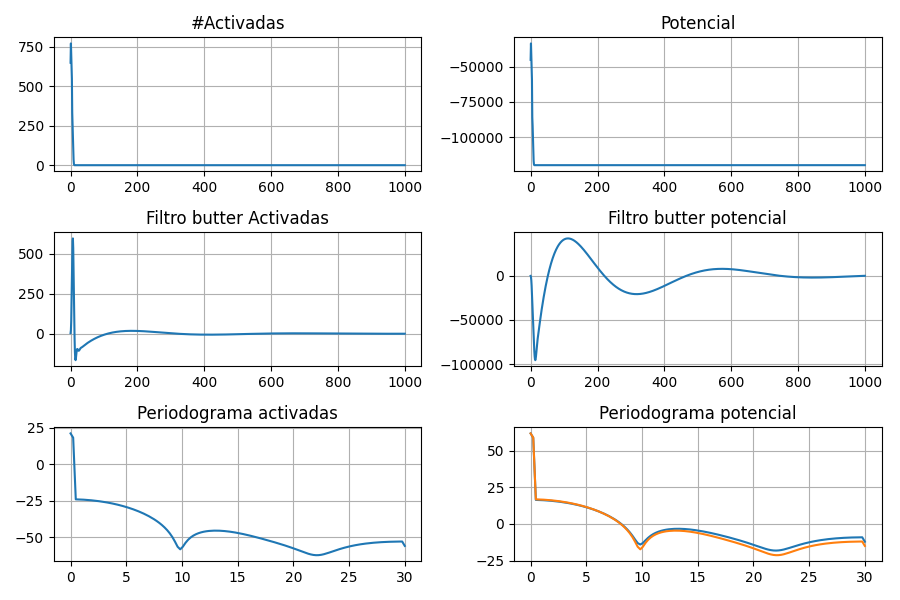 #Activadas
750
500
250
0
0 200 400 600 800 1000
Potencial
−50000
−75000
−100000
0 200 400 600 800 1000
Filtro butter Activadas
500
250
0
0 200 400 600 800 1000
Filtro butter potencial
0
−50000
−100000
0 200 400 600 800 1000
Periodograma activadas
25
0
−25
−50
0 5 10 15 20 25 30
Periodograma potencial
50
25
0
−25
0 5 10 15 20 25 30